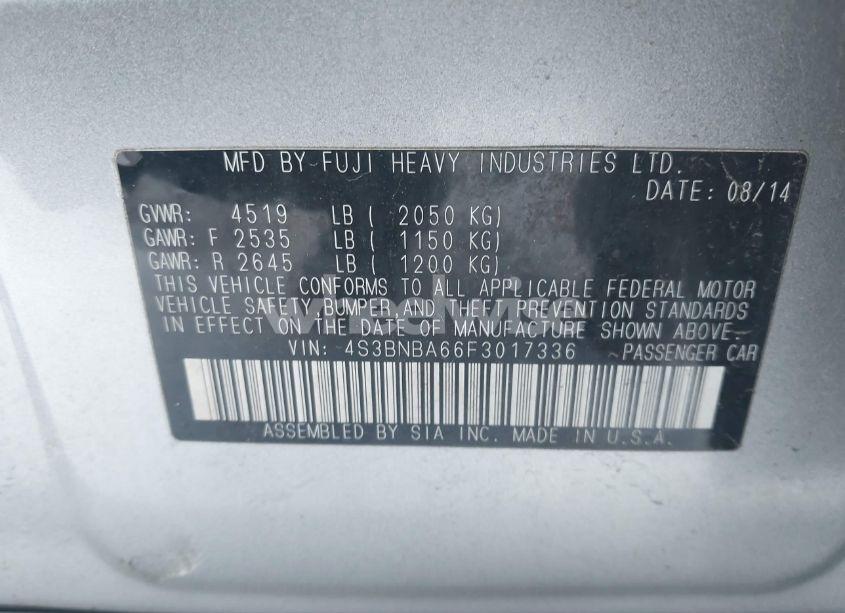 MFD BY FUJI HEAVY INDUSTRIES LTD.
DATE: 08/14
GVWR: 4519 LB ( 2050 KG)
GAWR: F 2535 LB ( 1150 KG)
GAWR: R 2645 LB ( 1200 KG)
THIS VEHICLE CONFORMS TO ALL APPLICABLE FEDERAL MOTOR
VEHICLE SAFETY BUMPER AND THEFT PREVENTION STANDARDS
IN EFFECT ON THE DATE OF MANUFACTURE SHOWN ABOVE.
VIN: 4S3BNBA66F3017336 PASSENGER CAR
ASSEMBLED BY SIA INC. MADE IN U.S.A.